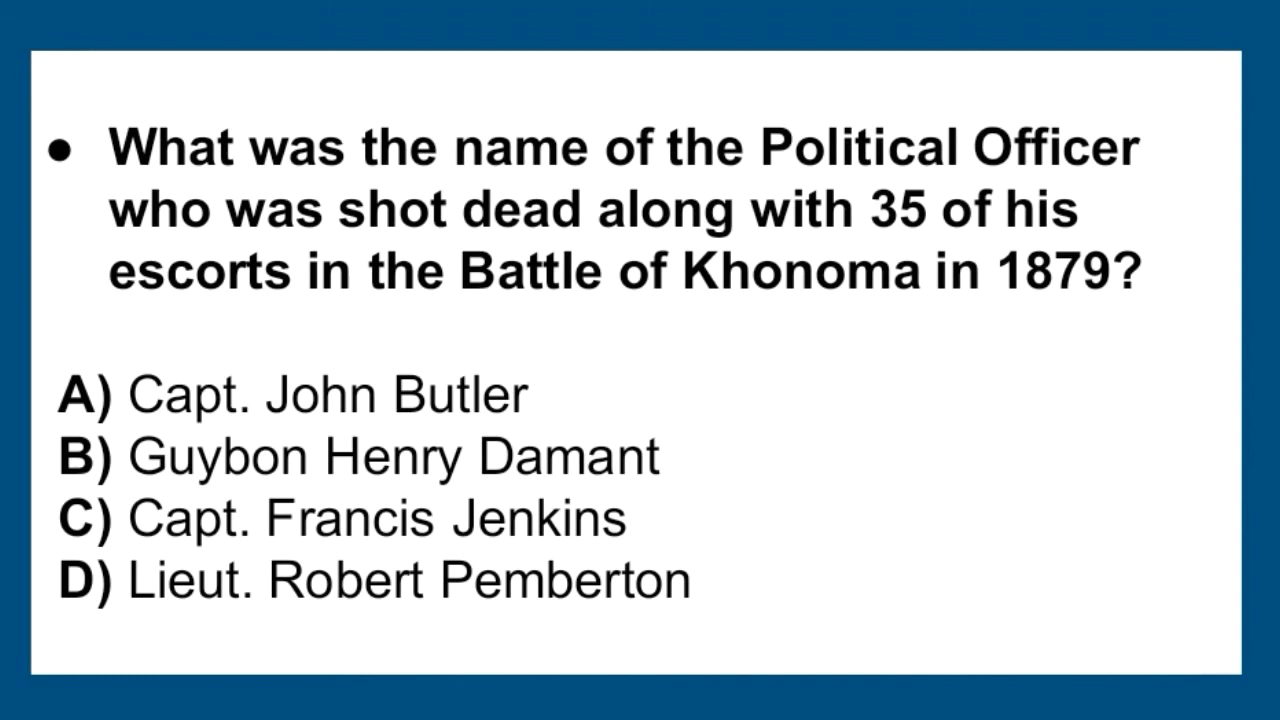 ● What was the name of the Political Officer
who was shot dead along with 35 of his
escorts in the Battle of Khonoma in 1879?
A) Capt. John Butler
B) Guybon Henry Damant
C) Capt. Francis Jenkins
D) Lieut. Robert Pemberton